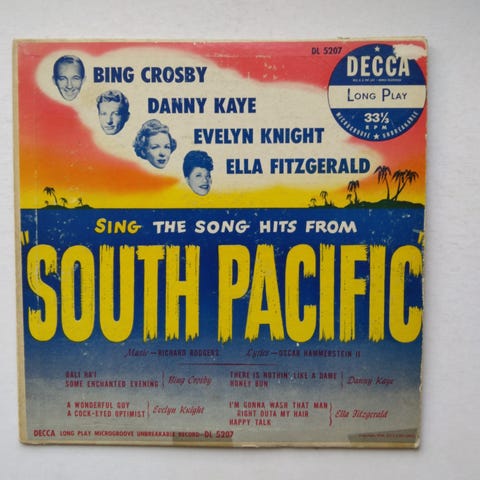 DL 5207
BING CROSBY
DANNY KAYE
EVELYN KNIGHT
ELLA FITZGERALD
DECCA
LONG PLAY
33⅓
RPM
MICROGROOVE UNBREAKABLE
SING THE SONG HITS FROM
"SOUTH PACIFIC"
Music—RICHARD RODGERS Lyrics—OSCAR HAMMERSTEIN II
BALI HA'I
SOME ENCHANTED EVENING
Bing Crosby
THERE IS NOTHIN' LIKE A DAME
HONEY BUN
Danny Kaye
A WONDERFUL GUY
A COCK-EYED OPTIMIST
Evelyn Knight
I'M GONNA WASH THAT MAN
RIGHT OUTA MY HAIR
HAPPY TALK
Ella Fitzgerald
DECCA LONG PLAY MICROGROOVE UNBREAKABLE RECORD—DL 5207